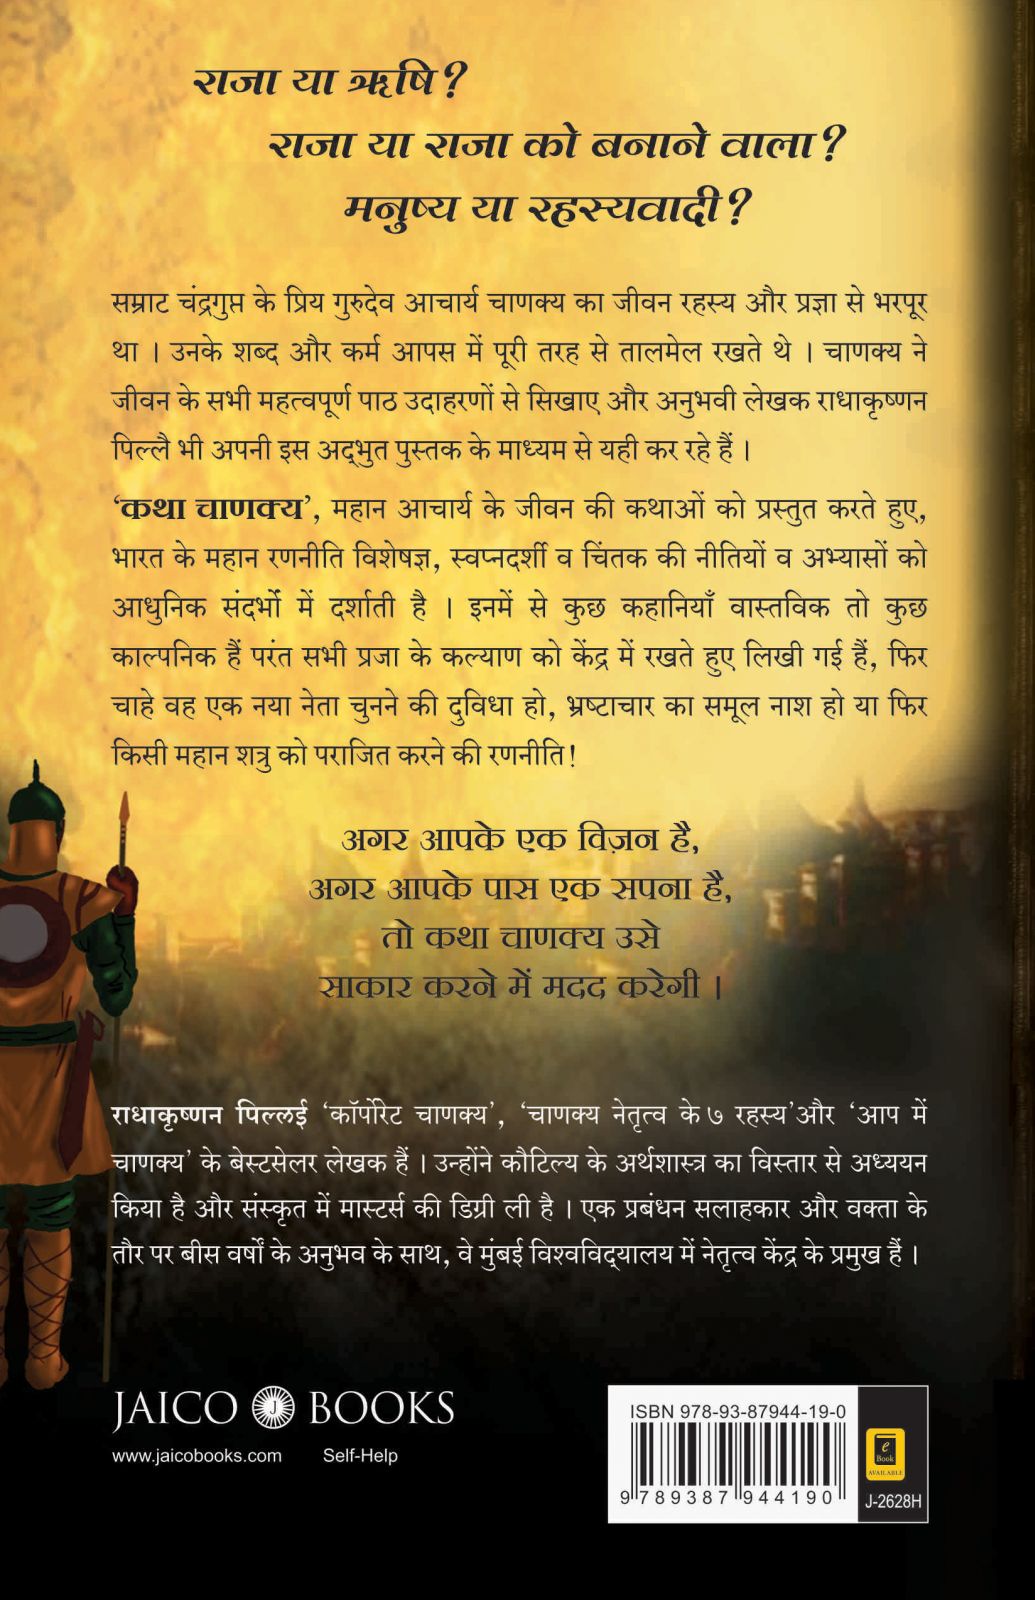 राजा या ऋषि?
राजा या राजा को बनाने वाला?
मनुष्य या रहस्यवादी?
सम्राट चंद्रगुप्त के प्रिय गुरुदेव आचार्य चाणक्य का जीवन रहस्य और प्रज्ञा से भरपूर
था । उनके शब्द और कर्म आपस में पूरी तरह से तालमेल रखते थे । चाणक्य ने
जीवन के सभी महत्वपूर्ण पाठ उदाहरणों से सिखाए और अनुभवी लेखक राधाकृष्णन
पिल्लै भी अपनी इस अद्भुत पुस्तक के माध्यम से यही कर रहे हैं ।
‘कथा चाणक्य’, महान आचार्य के जीवन की कथाओं को प्रस्तुत करते हुए,
भारत के महान रणनीति विशेषज्ञ, स्वप्नदर्शी व चिंतक की नीतियों व अभ्यासों को
आधुनिक संदर्भों में दर्शाती है । इनमें से कुछ कहानियाँ वास्तविक तो कुछ
काल्पनिक हैं परंत सभी प्रजा के कल्याण को केंद्र में रखते हुए लिखी गई हैं, फिर
चाहे वह एक नया नेता चुनने की दुविधा हो, भ्रष्टाचार का समूल नाश हो या फिर
किसी महान शत्रु को पराजित करने की रणनीति!
अगर आपके एक विज़न है,
अगर आपके पास एक सपना है,
तो कथा चाणक्य उसे
साकार करने में मदद करेगी ।
राधाकृष्णन पिल्लई ‘कॉर्पोरेट चाणक्य’, ‘चाणक्य नेतृत्व के ७ रहस्य’और ‘आप में
चाणक्य’ के बेस्टसेलर लेखक हैं । उन्होंने कौटिल्य के अर्थशास्त्र का विस्तार से अध्ययन
किया है और संस्कृत में मास्टर्स की डिग्री ली है । एक प्रबंधन सलाहकार और वक्ता के
तौर पर बीस वर्षों के अनुभव के साथ, वे मुंबई विश्वविद्यालय में नेतृत्व केंद्र के प्रमुख हैं ।
JAICO J BOOKS
www.jaicobooks.com Self-Help
ISBN 978-93-87944-19-0
9 789387 944190
e
Book
AVAILABLE
J-2628H